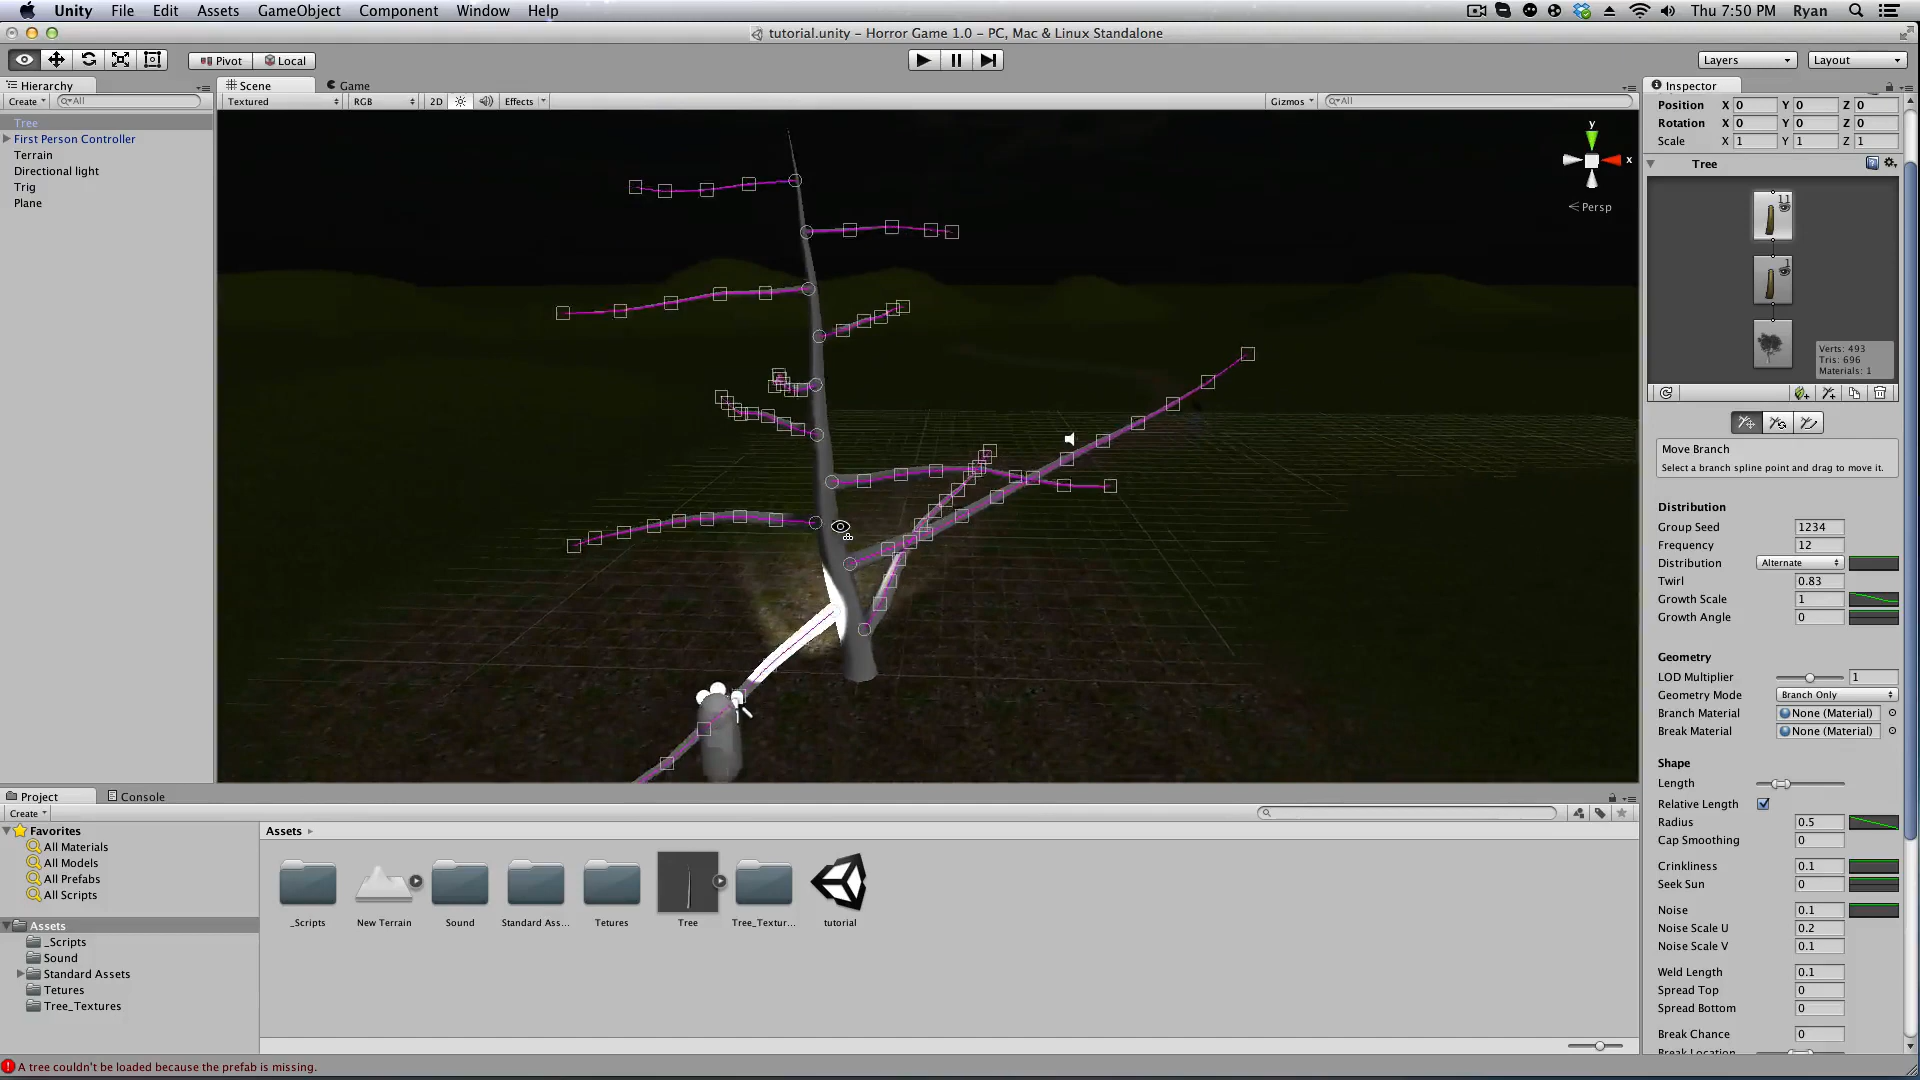 Unity File Edit Assets GameObject Component Window Help Thu 7:50 PM Ryan
tutorial.unity – Horror Game 1.0 – PC, Mac & Linux Standalone
Pivot Local Layers Layout
Hierarchy Scene Game Inspector
Create All Textured RGB 2D Effects Gizmos All
Tree
First Person Controller
Terrain
Directional light
Trig
Plane
y
x
Persp
Position X 0 Y 0 Z 0
Rotation X 0 Y 0 Z 0
Scale X 1 Y 1 Z 1
Tree
11
1
Verts: 493
Tris: 696
Materials: 1
Move Branch
Select a branch spline point and drag to move it.
Distribution
Group Seed 1234
Frequency 12
Distribution Alternate
Twirl 0.83
Growth Scale 1
Growth Angle 0
Geometry
LOD Multiplier 1
Geometry Mode Branch Only
Branch Material None (Material)
Break Material None (Material)
Shape
Length
Relative Length
Radius 0.5
Cap Smoothing 0
Crinkliness 0.1
Seek Sun 0
Noise 0.1
Noise Scale U 0.2
Noise Scale V 0.1
Weld Length 0.1
Spread Top 0
Spread Bottom 0
Break Chance 0
Break Location
Project Console
Create
Favorites
All Materials
All Models
All Prefabs
All Scripts
Assets
_Scripts
Sound
Standard Assets
Tetures
Tree_Textures
Assets
_Scripts New Terrain Sound Standard Ass... Tetures Tree Tree_Textur... tutorial
A tree couldn't be loaded because the prefab is missing.